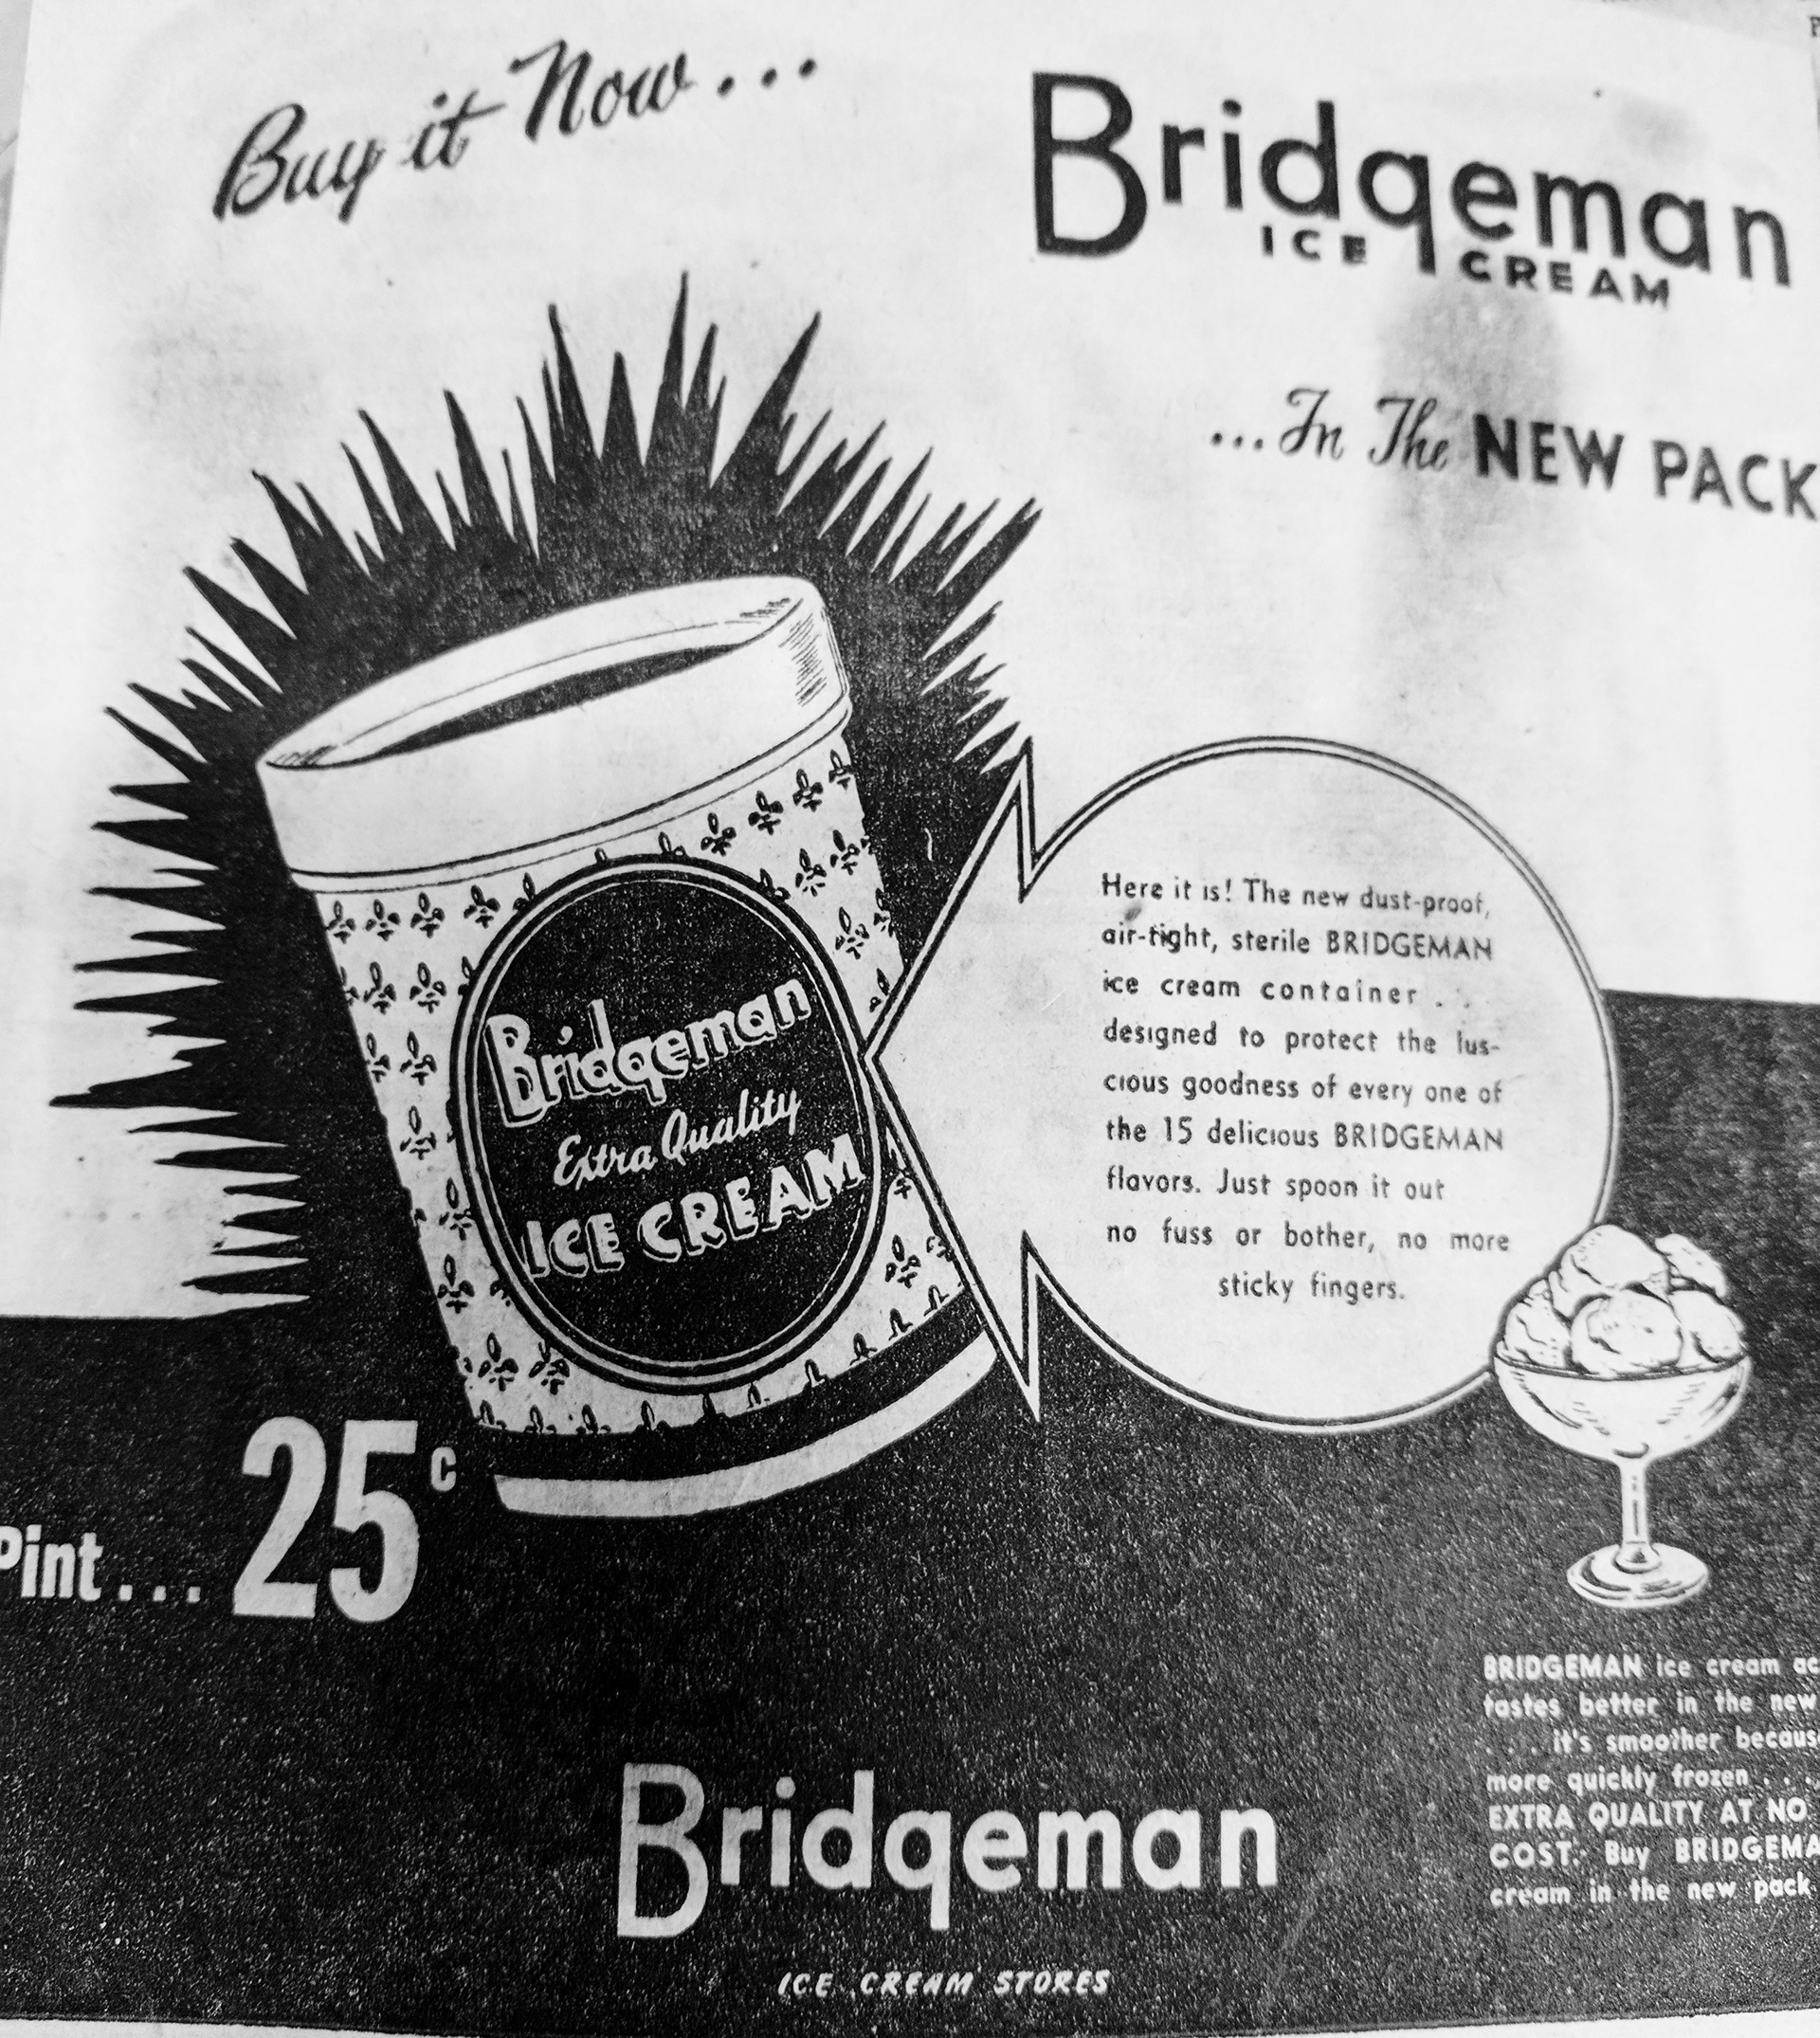 Buy it Now...
Bridgeman
ICE CREAM
...In The NEW PACK
Here it is! The new dust-proof,
air-tight, sterile BRIDGEMAN
ice cream container . . .
designed to protect the lus-
cious goodness of every one of
the 15 delicious BRIDGEMAN
flavors. Just spoon it out
no fuss or bother, no more
sticky fingers.
Bridgeman
Extra Quality
ICE CREAM
Pint... 25c
BRIDGEMAN ice cream
tastes better in the new
. . . it's smoother
more quickly frozen . . .
EXTRA QUALITY AT NO
COST. Buy
cream in the new pack
Bridgeman
ICE CREAM STORES